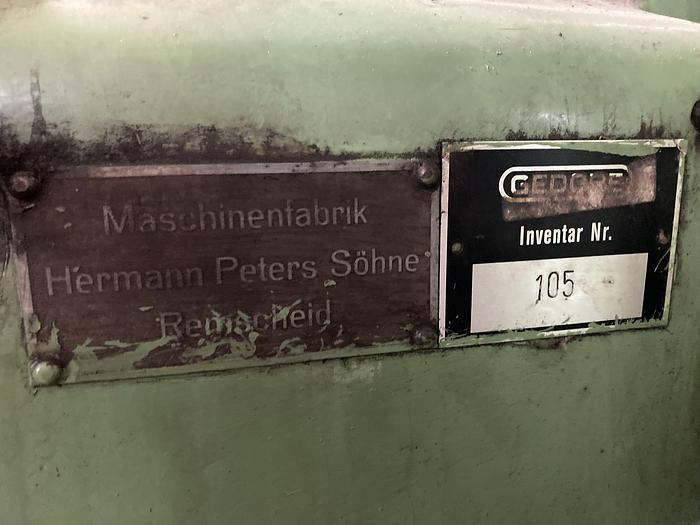 Maschinenfabrik
Hermann Peters Söhne
Remscheid
GEDORE
Inventar Nr.
105